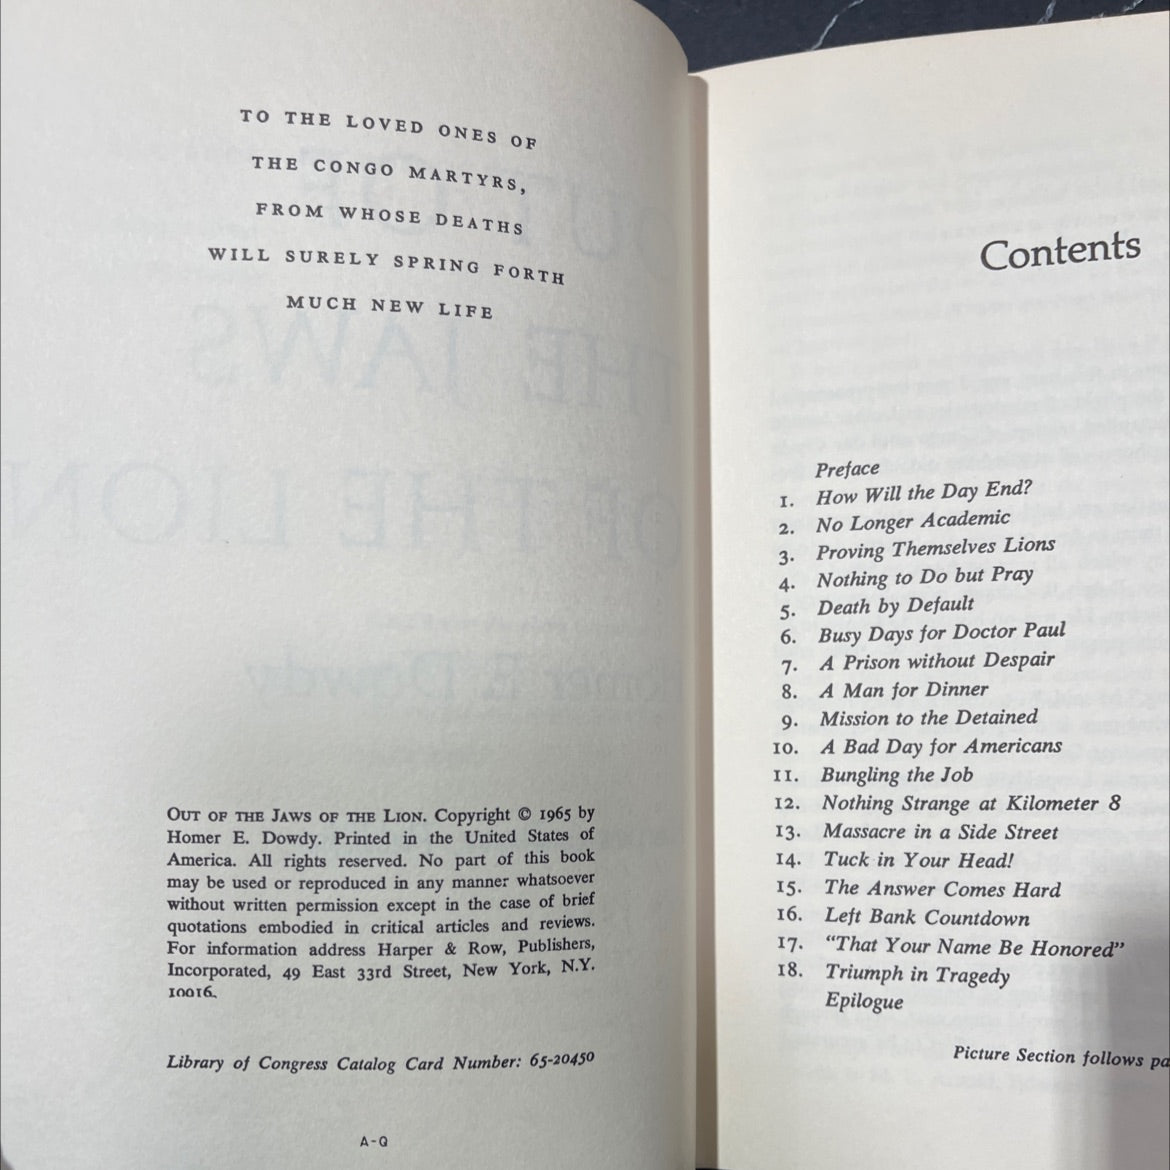 TO THE LOVED ONES OF
THE CONGO MARTYRS,
FROM WHOSE DEATHS
WILL SURELY SPRING FORTH
MUCH NEW LIFE
OUT OF THE JAWS OF THE LION. Copyright © 1965 by
Homer E. Dowdy. Printed in the United States of
America. All rights reserved. No part of this book
may be used or reproduced in any manner whatsoever
without written permission except in the case of brief
quotations embodied in critical articles and reviews.
For information address Harper & Row, Publishers,
Incorporated, 49 East 33rd Street, New York, N.Y.
10016.
Library of Congress Catalog Card Number: 65-20450
A-Q
Contents
Preface
1. How Will the Day End?
2. No Longer Academic
3. Proving Themselves Lions
4. Nothing to Do but Pray
5. Death by Default
6. Busy Days for Doctor Paul
7. A Prison without Despair
8. A Man for Dinner
9. Mission to the Detained
10. A Bad Day for Americans
11. Bungling the Job
12. Nothing Strange at Kilometer 8
13. Massacre in a Side Street
14. Tuck in Your Head!
15. The Answer Comes Hard
16. Left Bank Countdown
17. “That Your Name Be Honored”
18. Triumph in Tragedy
Epilogue
Picture Section follows pa